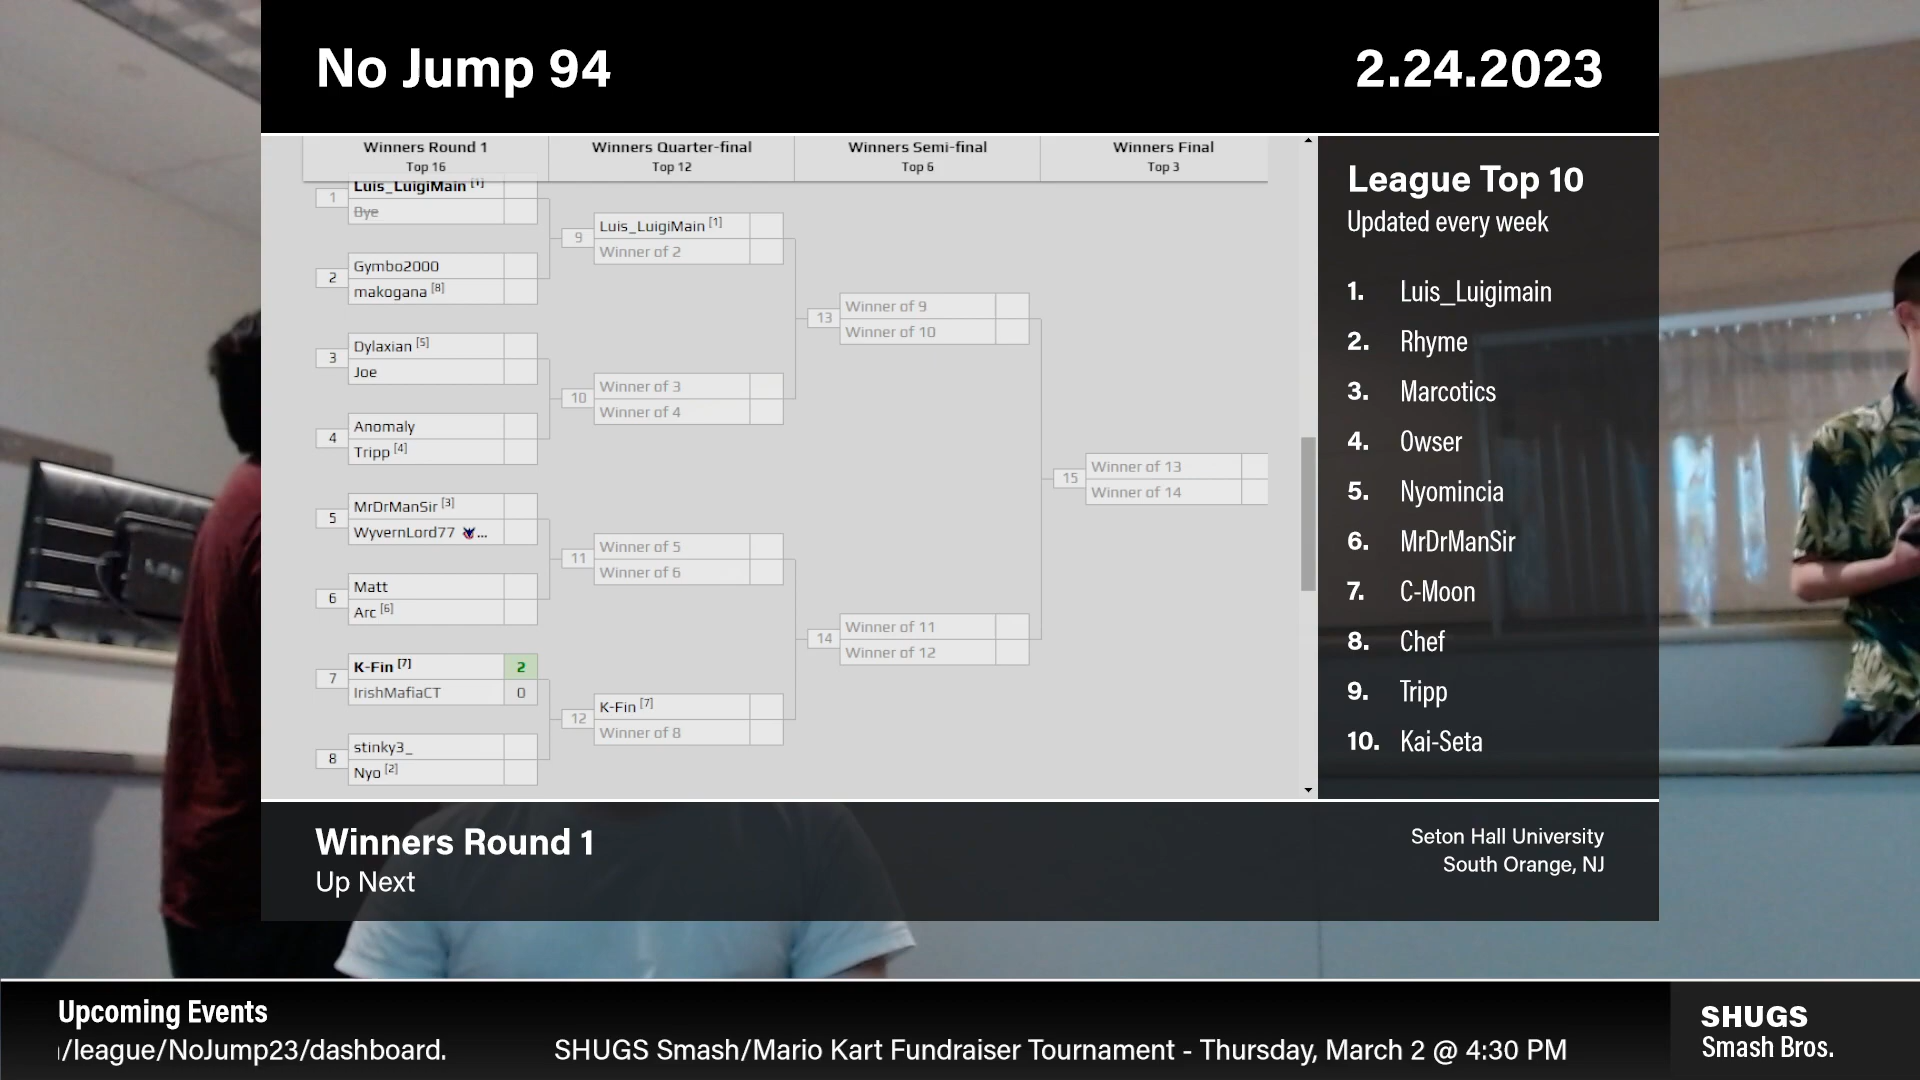 No Jump 94
2.24.2023
Winners Round 1
Top 16
Winners Quarter-final
Top 12
Winners Semi-final
Top 6
Winners Final
Top 3
1
Luis_LuigiMain [1]
Bye
2
Gymbo2000
makogana [8]
3
Dylaxian [5]
Joe
4
Anomaly
Tripp [4]
5
MrDrManSir [3]
WyvernLord77 ...
6
Matt
Arc [6]
7
K-Fin [7] 2
IrishMafiaCT 0
8
stinky3_
Nyo [2]
9
Luis_LuigiMain [1]
Winner of 2
10
Winner of 3
Winner of 4
11
Winner of 5
Winner of 6
12
K-Fin [7]
Winner of 8
13
Winner of 9
Winner of 10
14
Winner of 11
Winner of 12
15
Winner of 13
Winner of 14
League Top 10
Updated every week
1. Luis_Luigimain
2. Rhyme
3. Marcotics
4. Owser
5. Nyomincia
6. MrDrManSir
7. C-Moon
8. Chef
9. Tripp
10. Kai-Seta
Winners Round 1
Up Next
Seton Hall University
South Orange, NJ
Upcoming Events
/league/NoJump23/dashboard. SHUGS Smash/Mario Kart Fundraiser Tournament - Thursday, March 2 @ 4:30 PM
SHUGS
Smash Bros.